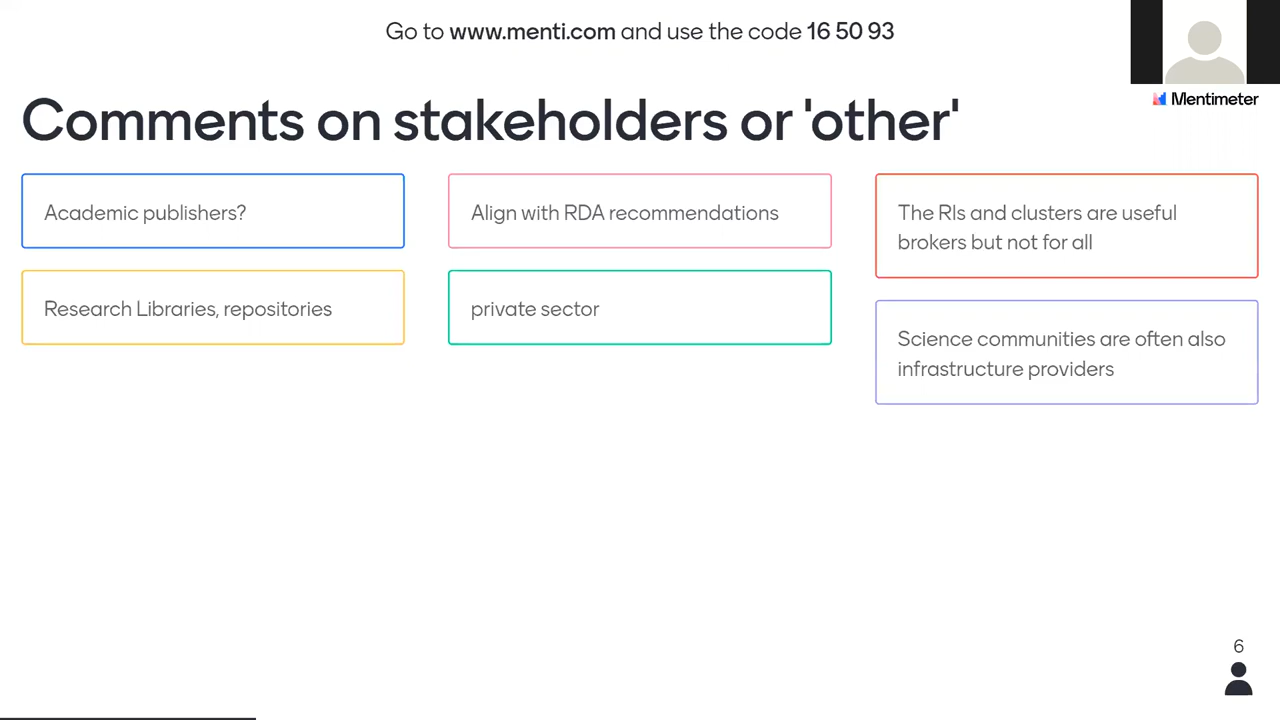 Go to www.menti.com and use the code 16 50 93
Mentimeter
Comments on stakeholders or 'other'
Academic publishers?
Research Libraries, repositories
Align with RDA recommendations
private sector
The RIs and clusters are useful
brokers but not for all
Science communities are often also
infrastructure providers
6